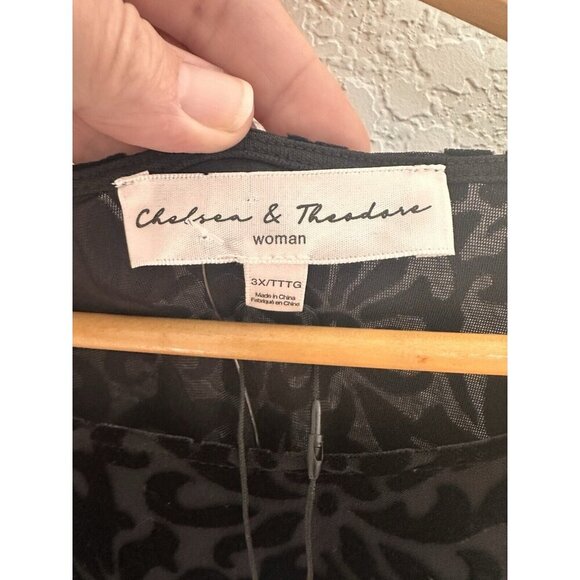 Chelsea & Theodore
woman
3X/TTTG
Made in China
Fabriqué en Chine